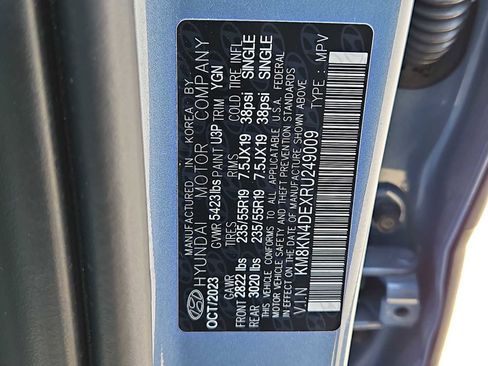 MANUFACTURED IN KOREA BY
HYUNDAI MOTOR COMPANY
OCT/2023 GVWR 5423 lbs PAINT U3P TRIM YGN
GAWR TIRES RIMS COLD TIRE INFL
FRONT 2822 lbs 235/55R19 7.5JX19 38psi SINGLE
REAR 3020 lbs 235/55R19 7.5JX19 38psi SINGLE
THIS VEHICLE CONFORMS TO ALL APPLICABLE U.S.A. FEDERAL
MOTOR VEHICLE SAFETY, BUMPER, AND THEFT PREVENTION STANDARDS
IN EFFECT ON THE DATE OF MANUFACTURE SHOWN ABOVE.
V.I.N : KM8KN4DEXRU249009 TYPE : MPV